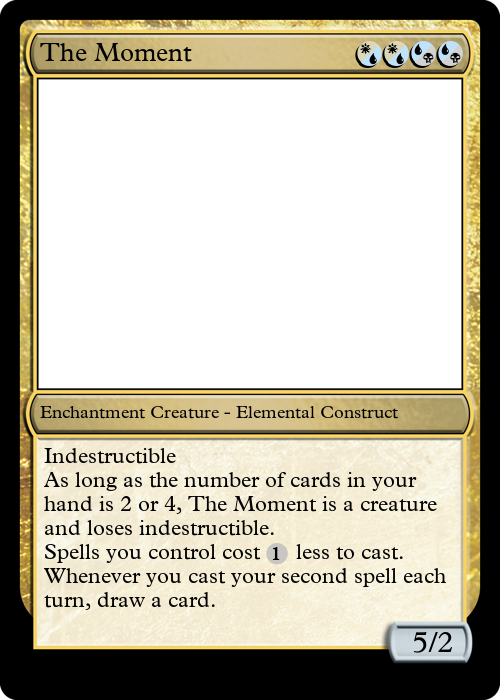 The Moment
Enchantment Creature - Elemental Construct
Indestructible
As long as the number of cards in your
hand is 2 or 4, The Moment is a creature
and loses indestructible.
Spells you control cost 1 less to cast.
Whenever you cast your second spell each
turn, draw a card.
5/2